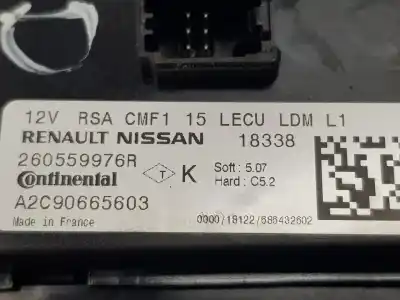 12V RSA CMF1 15 LECU LDM L1
RENAULT NISSAN 18338
260559976R
Continental T K Soft : 5.07
Hard : C5.2
A2C90665603
Made in France 0000/18122/686432602